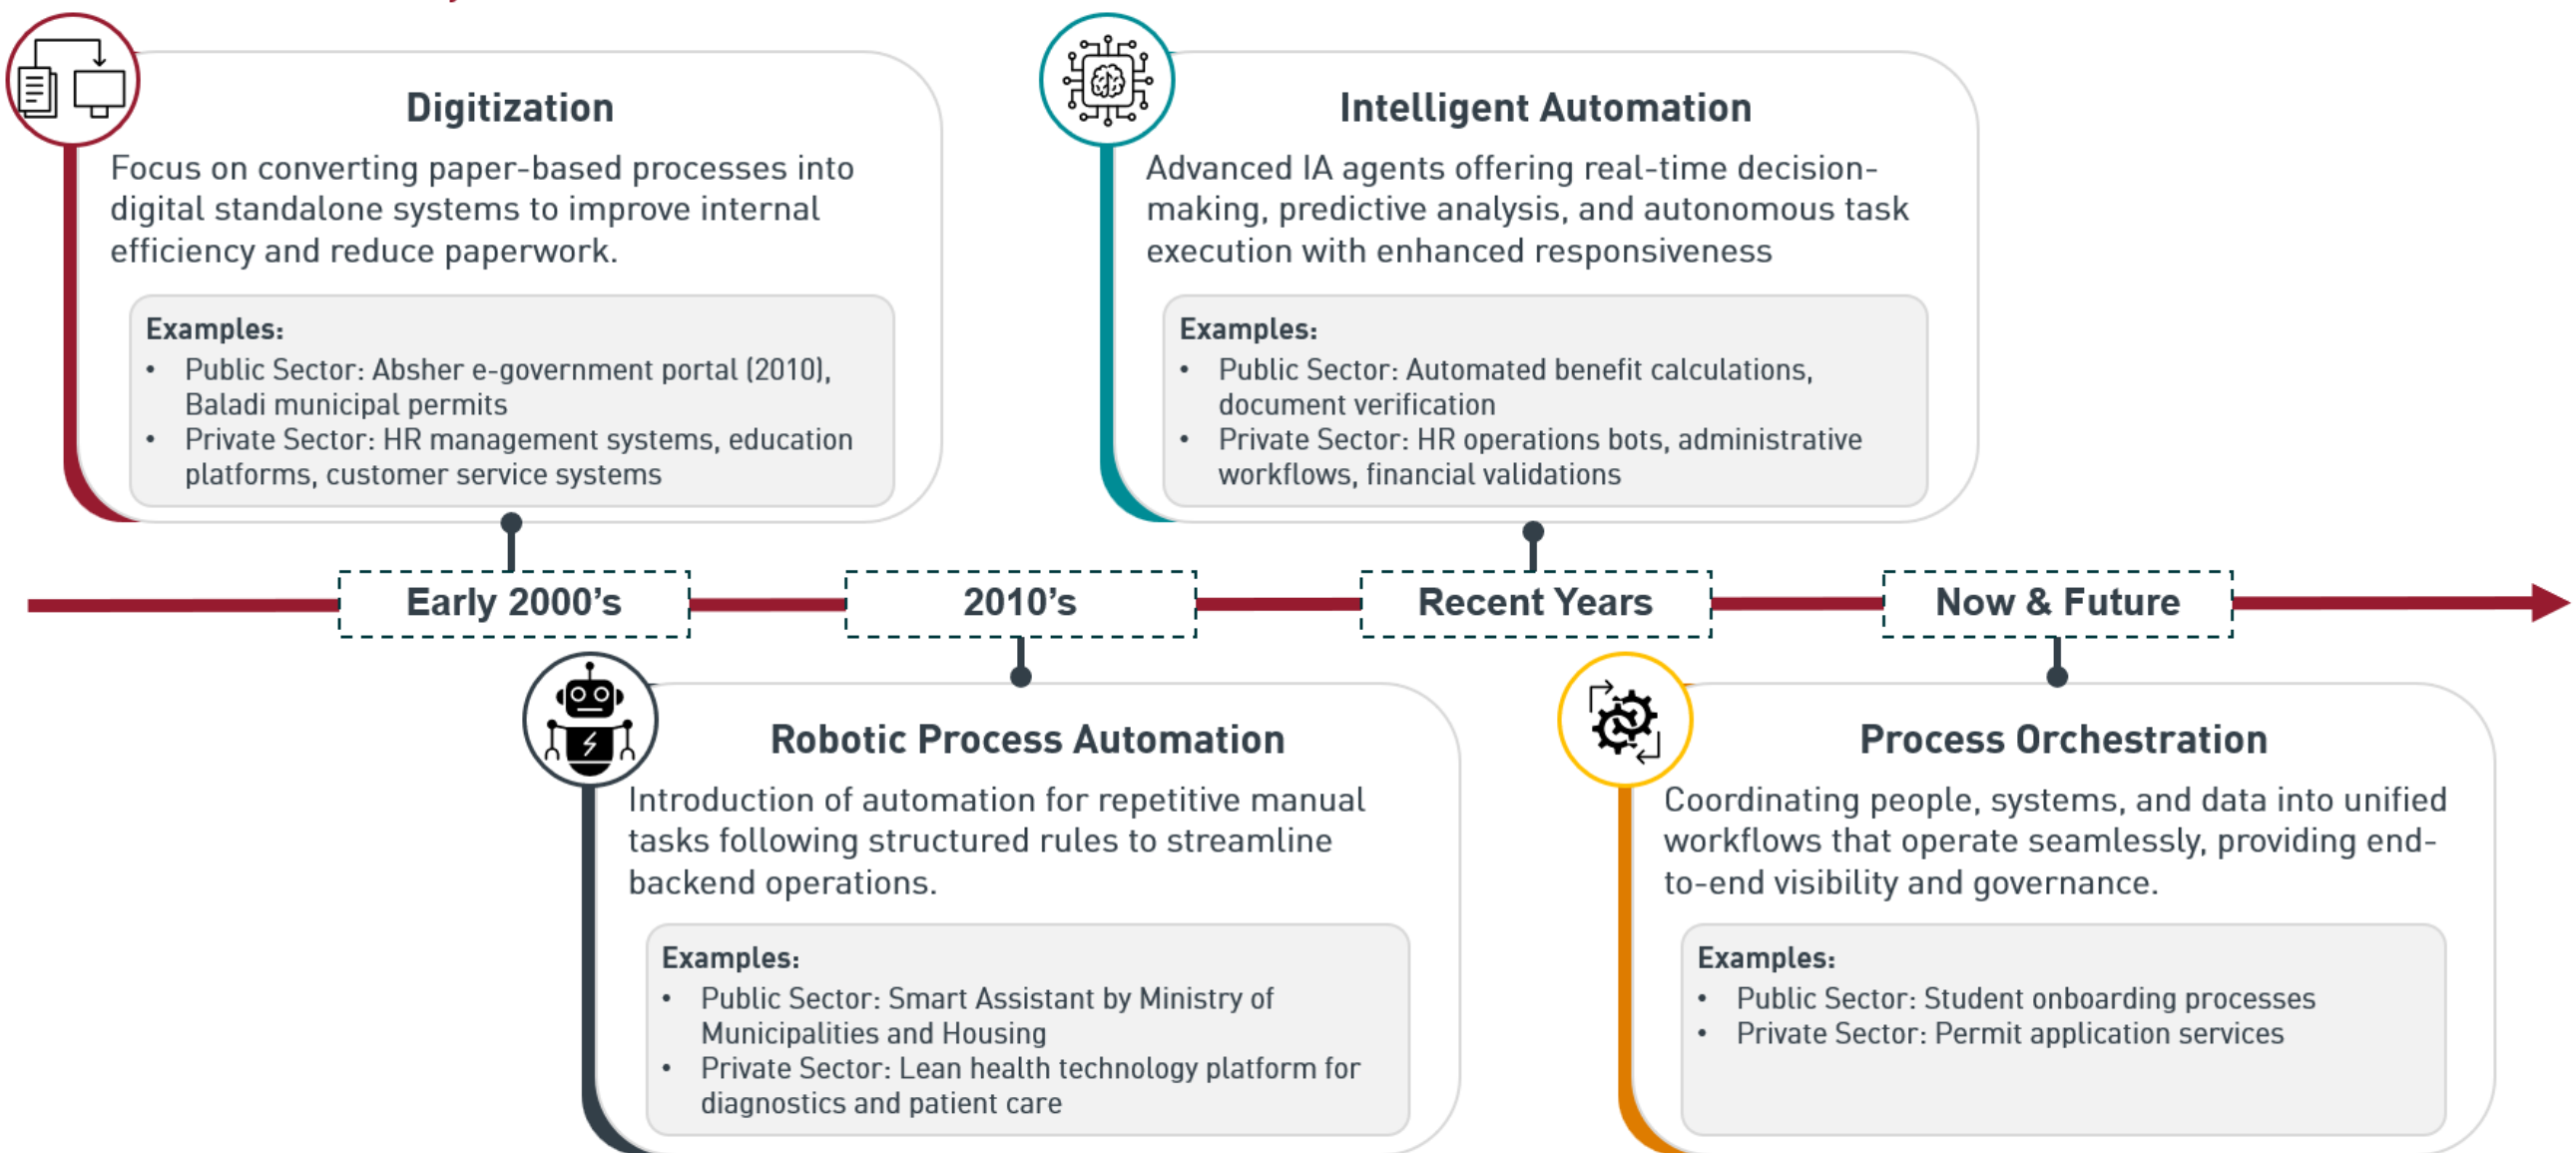 Digitization
Focus on converting paper-based processes into
digital standalone systems to improve internal
efficiency and reduce paperwork.
Examples:
• Public Sector: Absher e-government portal (2010),
Baladi municipal permits
• Private Sector: HR management systems, education
platforms, customer service systems
Intelligent Automation
Advanced IA agents offering real-time decision-
making, predictive analysis, and autonomous task
execution with enhanced responsiveness
Examples:
• Public Sector: Automated benefit calculations,
document verification
• Private Sector: HR operations bots, administrative
workflows, financial validations
Early 2000's
2010's
Recent Years
Now & Future
Robotic Process Automation
Introduction of automation for repetitive manual
tasks following structured rules to streamline
backend operations.
Examples:
• Public Sector: Smart Assistant by Ministry of
Municipalities and Housing
• Private Sector: Lean health technology platform for
diagnostics and patient care
Process Orchestration
Coordinating people, systems, and data into unified
workflows that operate seamlessly, providing end-
to-end visibility and governance.
Examples:
• Public Sector: Student onboarding processes
• Private Sector: Permit application services